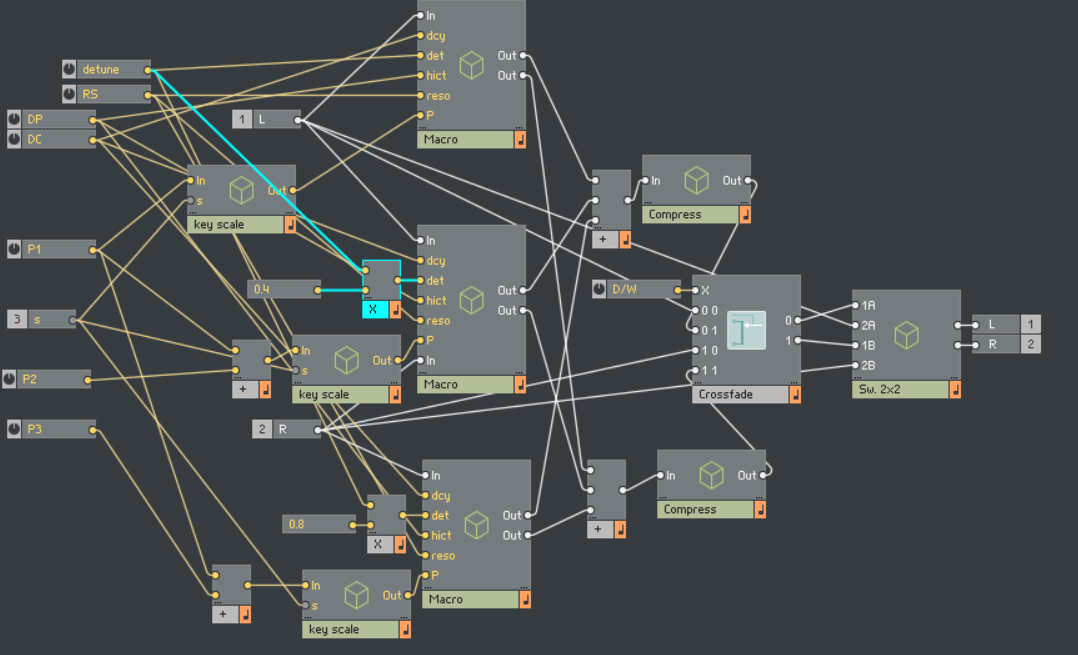 In
dcy
det
hict
reso
P
Out
Out
Macro
detune
RS
DP
DC
1 L
In
s
Out
key scale
In
Out
Compress
+
P1
0.4
X
In
dcy
det
hict
reso
P
In
Out
Out
Macro
D/W
X
0 0
0 1
1 0
1 1
0
1
Crossfade
1A
2A
1B
2B
Sw. 2x2
L 1
R 2
3 s
P2
+
In
s
Out
key scale
P3
2 R
In
dcy
det
hict
reso
P
Out
Out
Macro
0.8
X
+
In
Out
Compress
+
In
s
Out
key scale